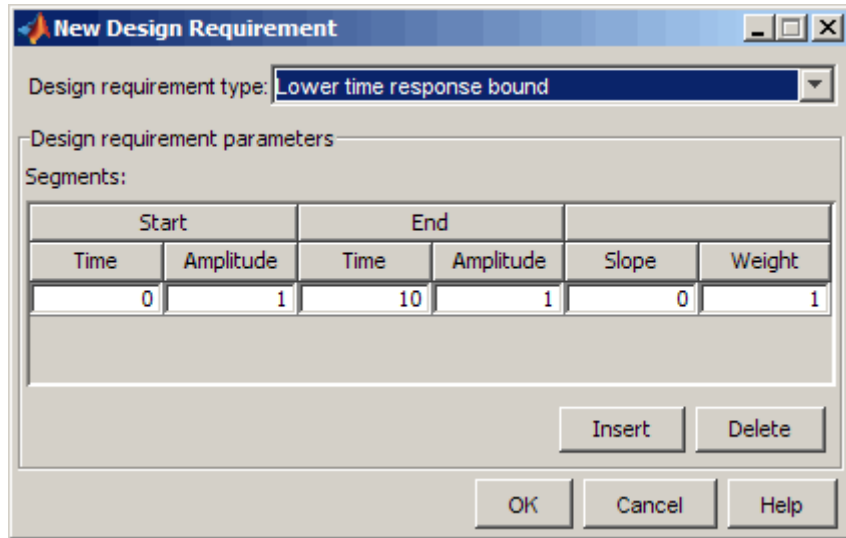 New Design Requirement
Design requirement type: Lower time response bound
Design requirement parameters
Segments:
Start End
Time Amplitude Time Amplitude Slope Weight
0 1 10 1 0 1
Insert Delete
OK Cancel Help